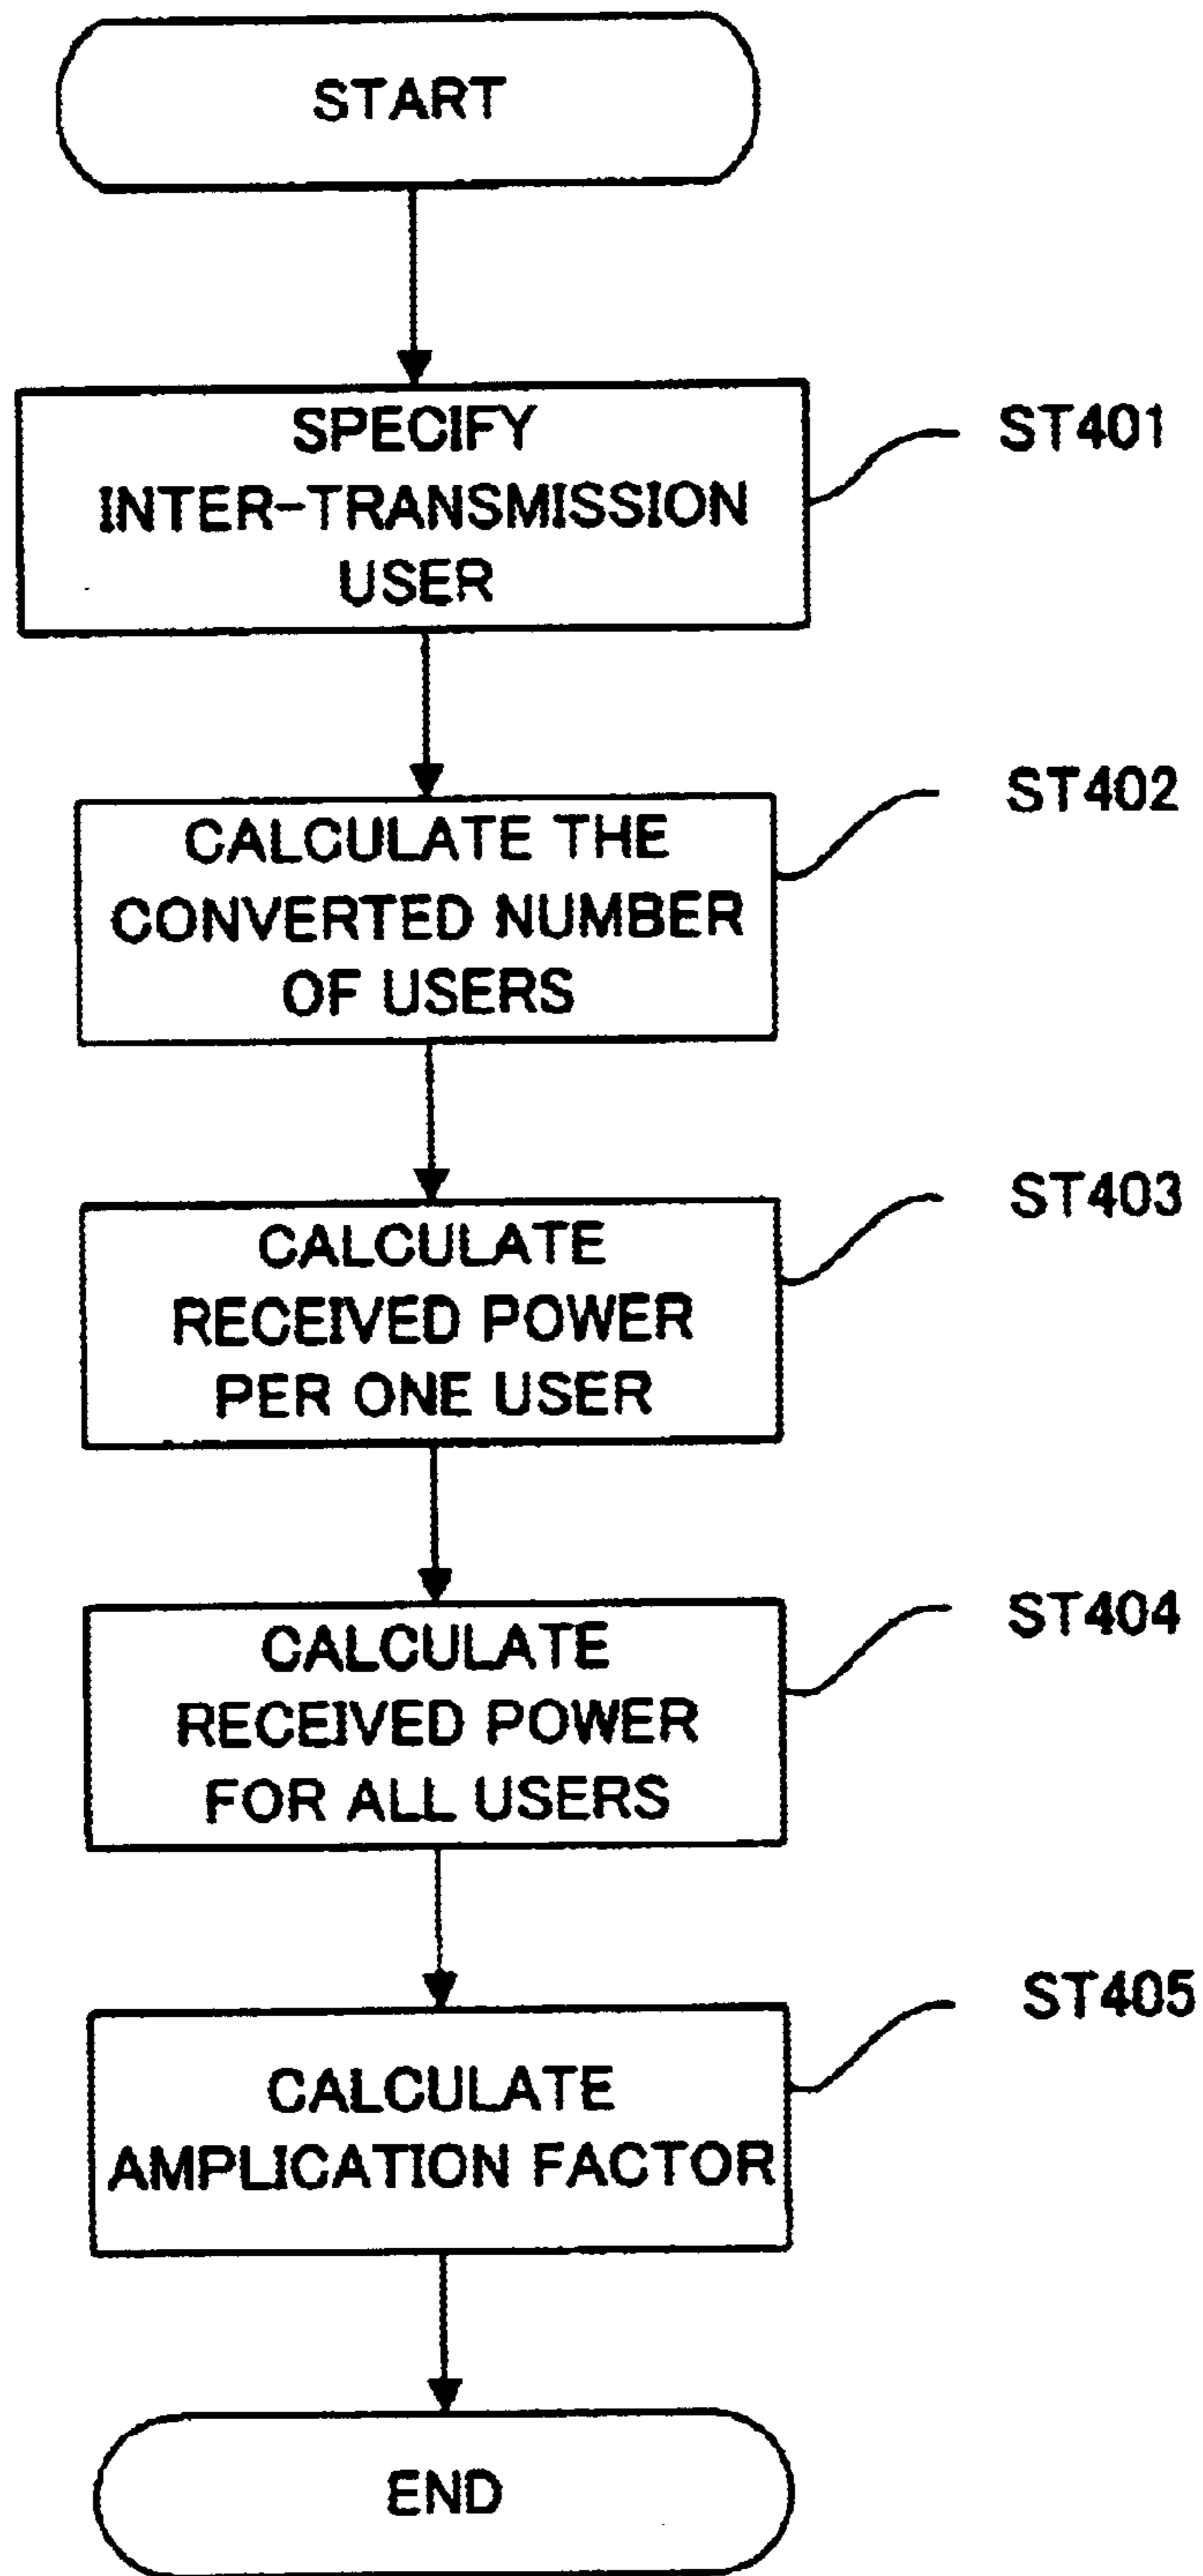 START
SPECIFY
INTER-TRANSMISSION
USER
ST401
CALCULATE THE
CONVERTED NUMBER
OF USERS
ST402
CALCULATE
RECEIVED POWER
PER ONE USER
ST403
CALCULATE
RECEIVED POWER
FOR ALL USERS
ST404
CALCULATE
AMPLICATION FACTOR
ST405
END